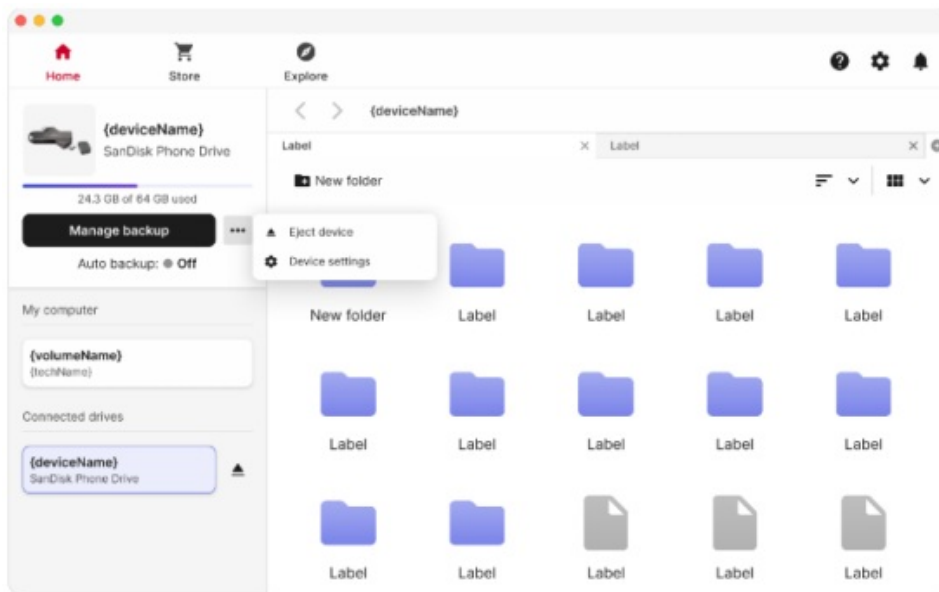 Home
Store
Explore
{deviceName}
SanDisk Phone Drive
24.3 GB of 64 GB used
Manage backup
Auto backup: Off
My computer
{volumeName}
{techName}
Connected drives
{deviceName}
SanDisk Phone Drive
{deviceName}
Label
Label
New folder
Eject device
Device settings
New folder
Label
Label
Label
Label
Label
Label
Label
Label
Label
Label
Label
Label
Label
Label